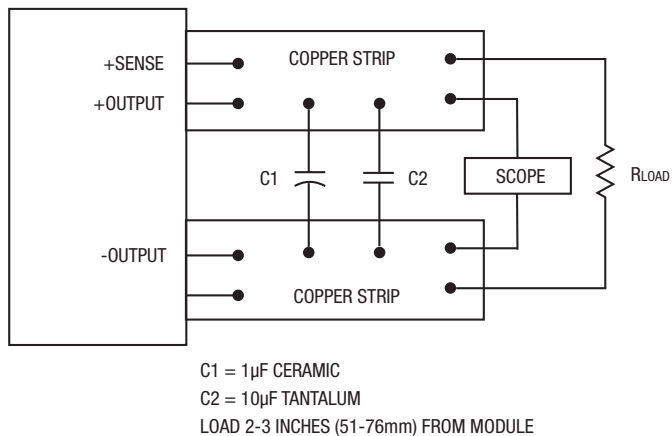 +SENSE
COPPER STRIP
+OUTPUT
C1
C2
SCOPE
RLOAD
-OUTPUT
COPPER STRIP
C1 = 1µF CERAMIC
C2 = 10µF TANTALUM
LOAD 2-3 INCHES (51-76mm) FROM MODULE